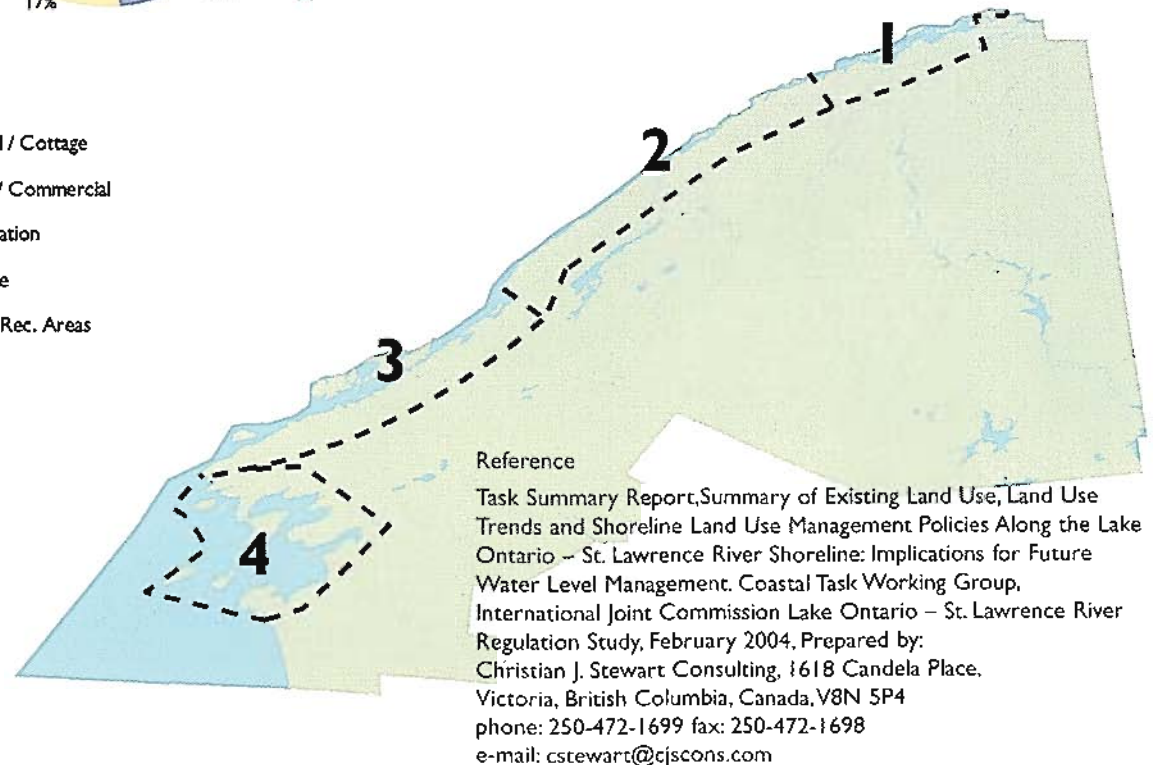 17%
1
2
/ Cottage
/ Commercial
ation
e
Rec. Areas
3
4
Reference
Task Summary Report,Summary of Existing Land Use, Land Use
Trends and Shoreline Land Use Management Policies Along the Lake
Ontario – St. Lawrence River Shoreline: Implications for Future
Water Level Management. Coastal Task Working Group,
International Joint Commission Lake Ontario – St. Lawrence River
Regulation Study, February 2004, Prepared by:
Christian J. Stewart Consulting, 1618 Candela Place,
Victoria, British Columbia, Canada, V8N 5P4
phone: 250-472-1699 fax: 250-472-1698
e-mail: cstewart@cjscons.com